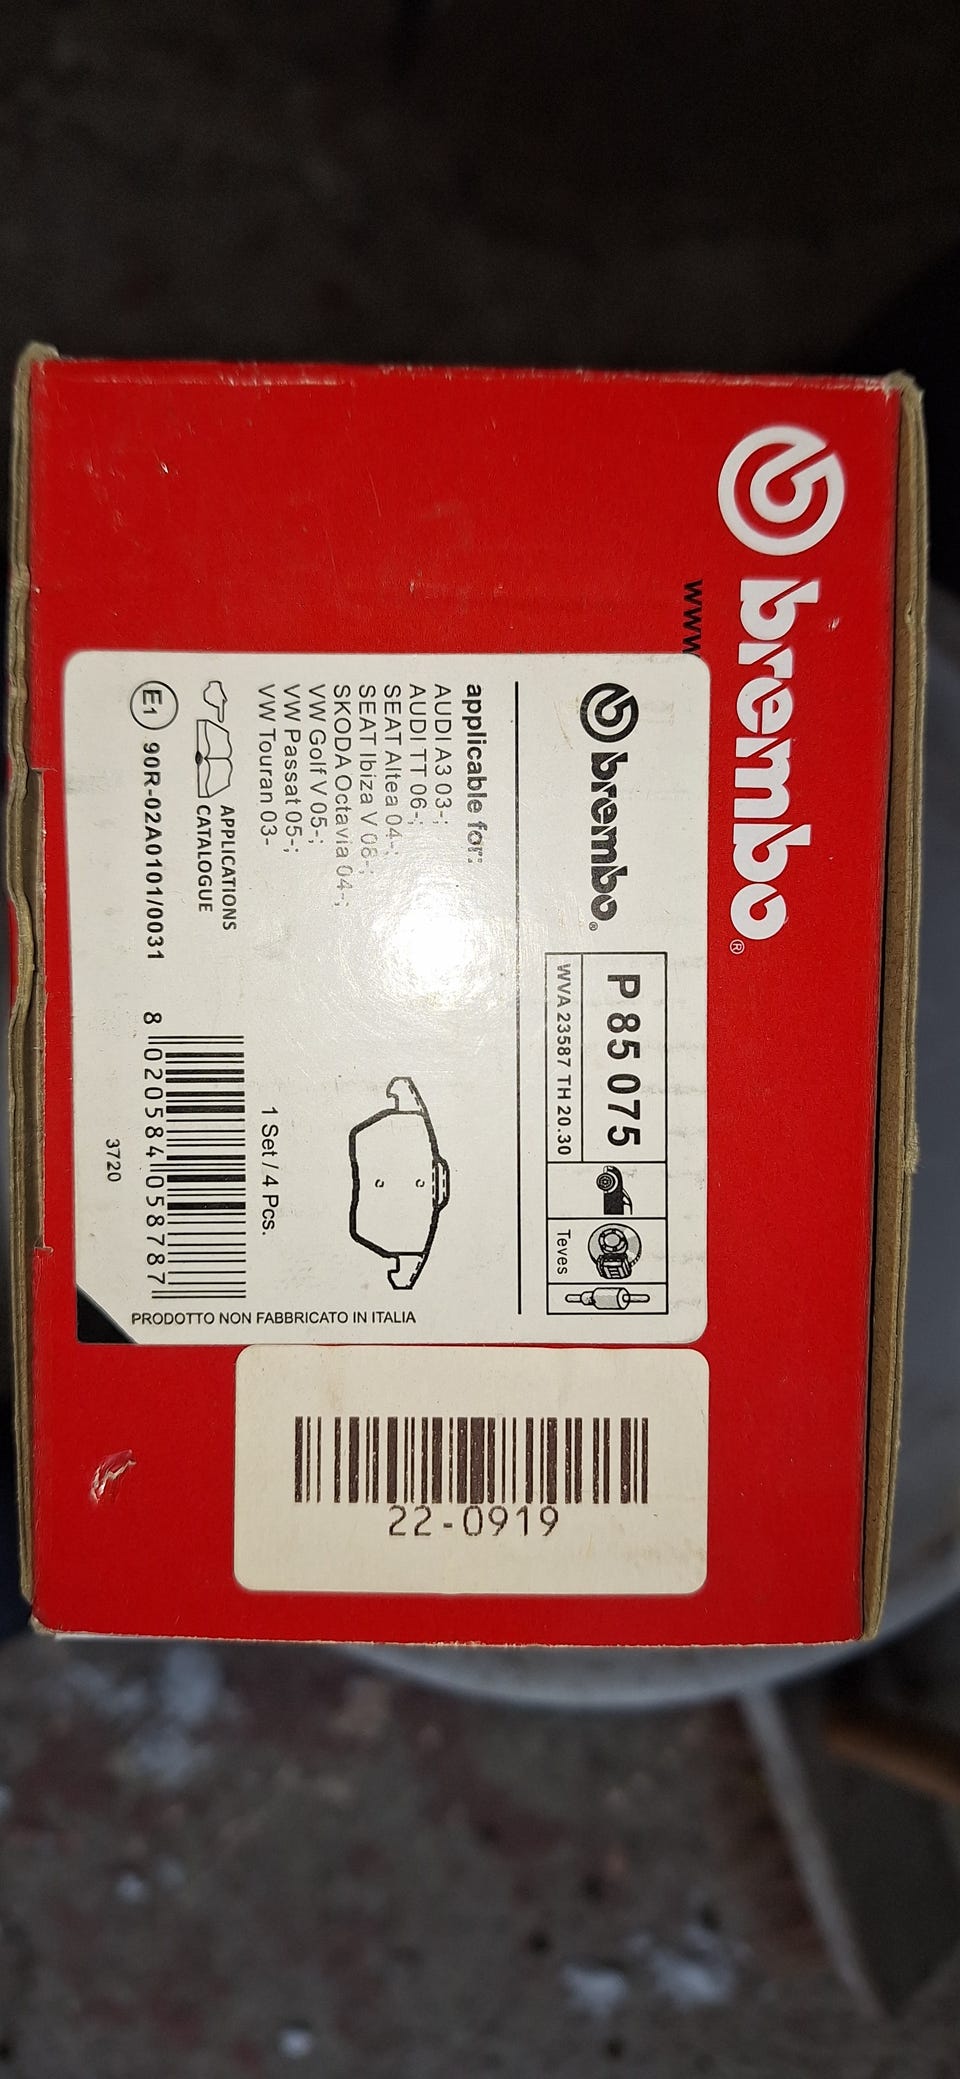 brembo®
www
brembo®
P 85 075
WVA 23587 TH 20.30
Teves
applicable for:
AUDI A3 03-;
AUDI TT 06-;
SEAT Altea 04-;
SEAT Ibiza V 08-;
SKODA Octavia 04-;
VW Golf V 05-;
VW Passat 05-;
VW Touran 03-
1 Set / 4 Pcs.
APPLICATIONS
CATALOGUE
E1 90R-02A0101/0031
8 020584 058787
3720
PRODOTTO NON FABBRICATO IN ITALIA
22-0919